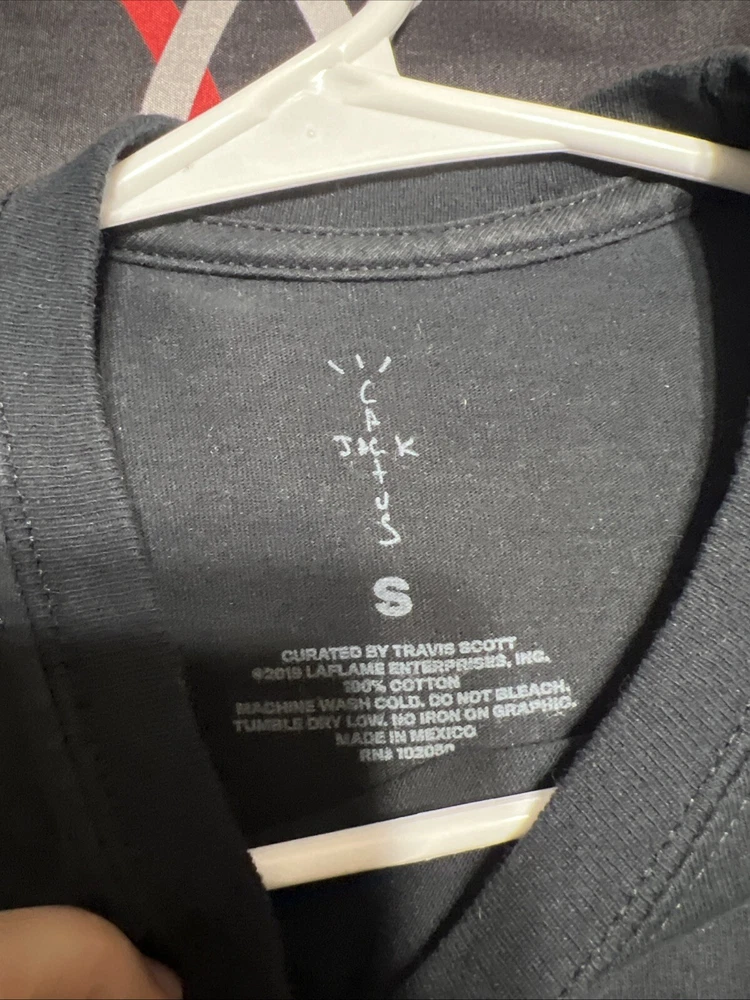 CACTUS
JACK
S
CURATED BY TRAVIS SCOTT
©2019 LAFLAME ENTERPRISES, INC.
100% COTTON
MACHINE WASH COLD. DO NOT BLEACH.
TUMBLE DRY LOW. NO IRON ON GRAPHIC.
MADE IN MEXICO
RN#